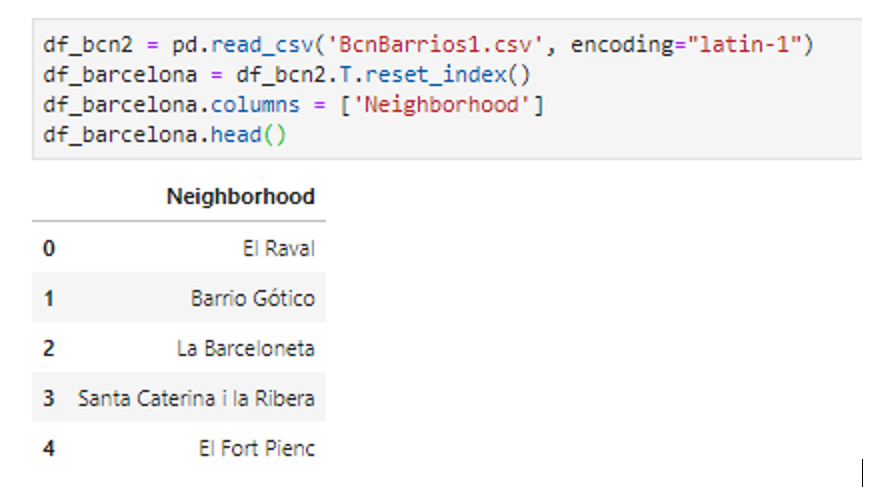 df_bcn2 = pd.read_csv('BcnBarrios1.csv', encoding="latin-1")
df_barcelona = df_bcn2.T.reset_index()
df_barcelona.columns = ['Neighborhood']
df_barcelona.head()
Neighborhood
0 El Raval
1 Barrio Gótico
2 La Barceloneta
3 Santa Caterina i la Ribera
4 El Fort Pienc